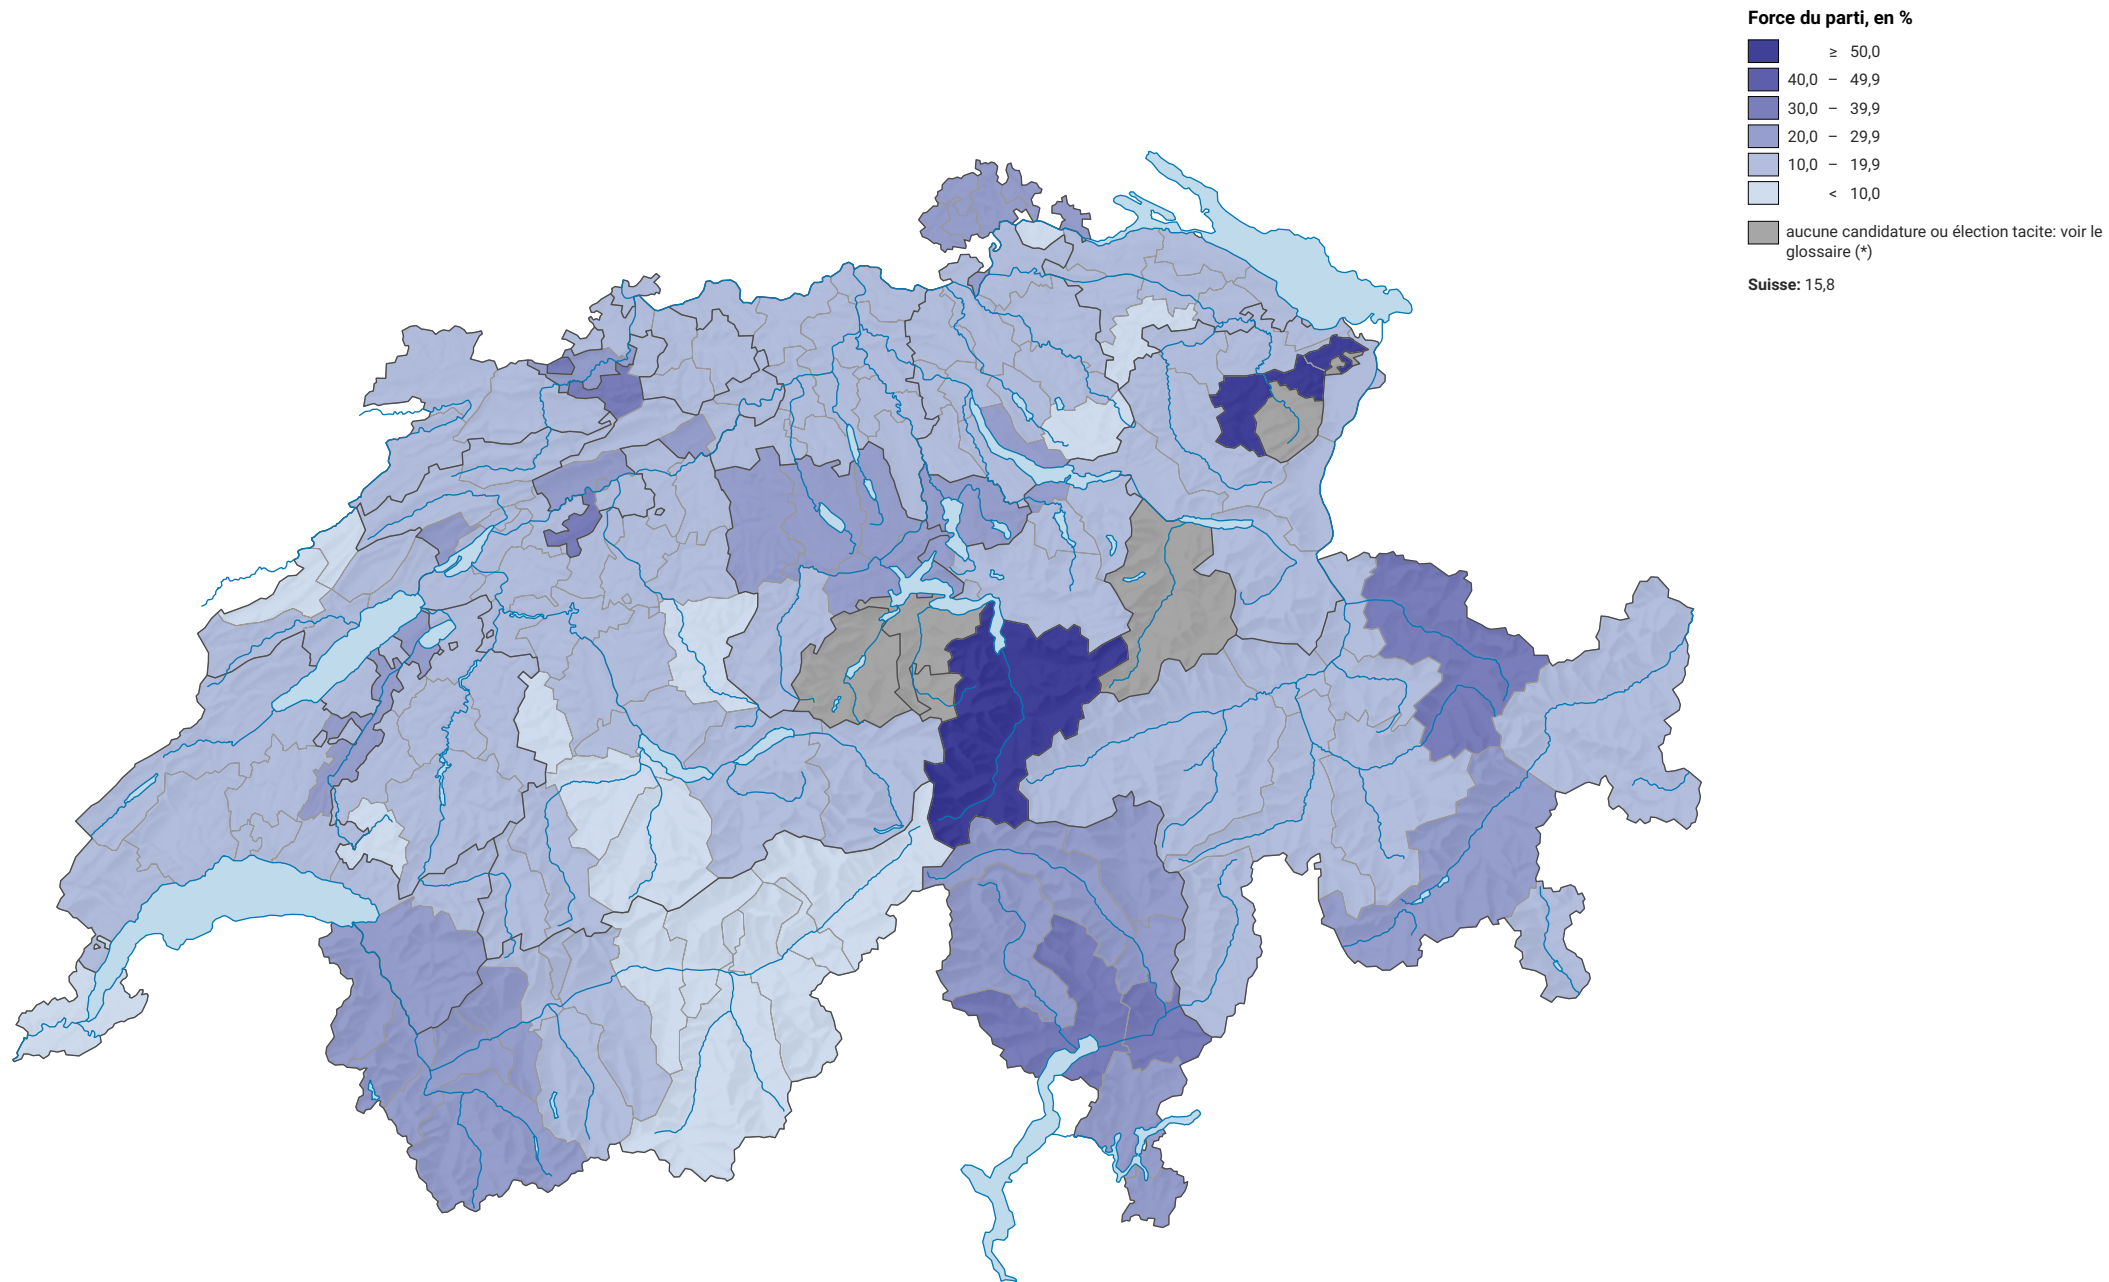 Force du parti, en %
≥ 50,0
40,0 – 49,9
30,0 – 39,9
20,0 – 29,9
10,0 – 19,9
< 10,0
aucune candidature ou élection tacite: voir le
glossaire (*)
Suisse: 15,8